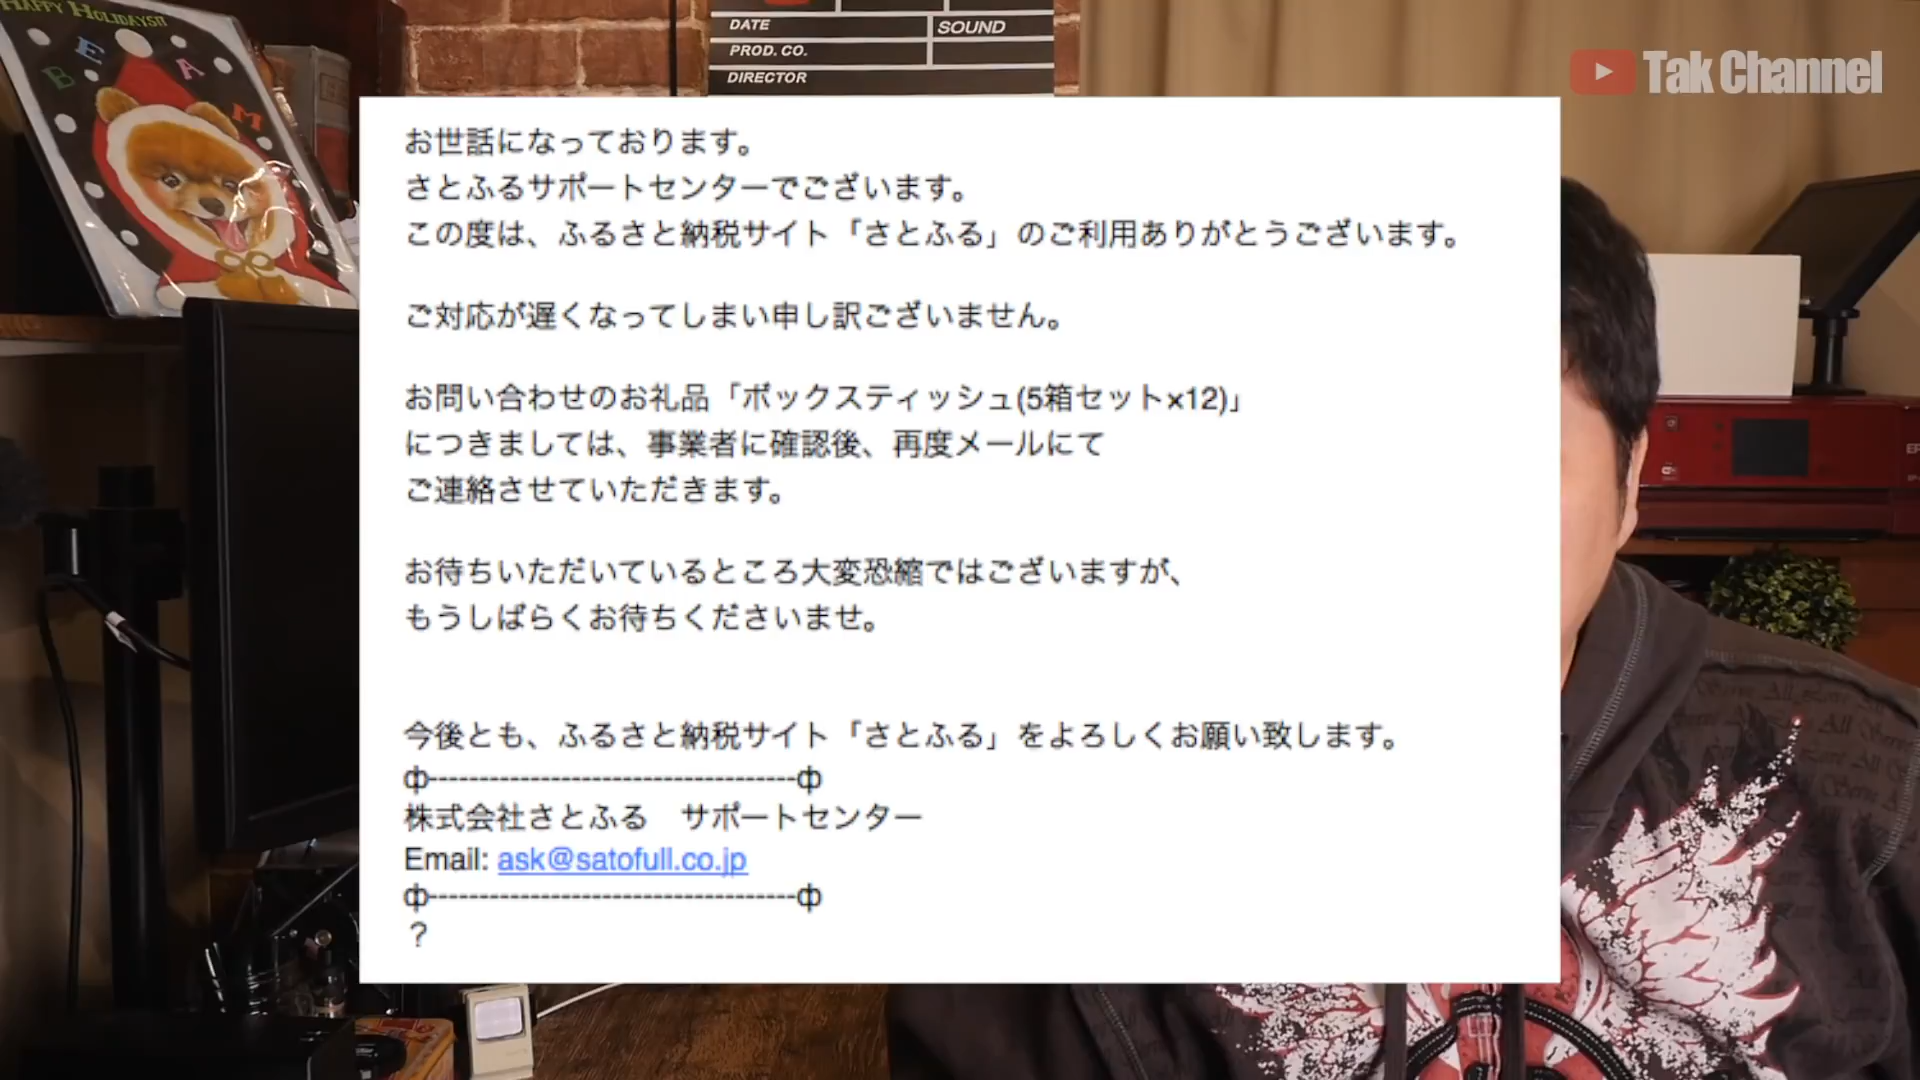 HAPPY HOLIDAYS!!
BEAM
DATE
SOUND
PROD. CO.
DIRECTOR
Tak Channel
お世話になっております。
さとふるサポートセンターでございます。
この度は、ふるさと納税サイト「さとふる」のご利用ありがとうございます。
ご対応が遅くなってしまい申し訳ございません。
お問い合わせのお礼品「ボックスティッシュ(5箱セット×12)」
につきましては、事業者に確認後、再度メールにて
ご連絡させていただきます。
お待ちいただいているところ大変恐縮ではございますが、
もうしばらくお待ちくださいませ。
今後とも、ふるさと納税サイト「さとふる」をよろしくお願い致します。
ф------------------------------------ф
株式会社さとふる　サポートセンター
Email: ask@satofull.co.jp
ф------------------------------------ф
？